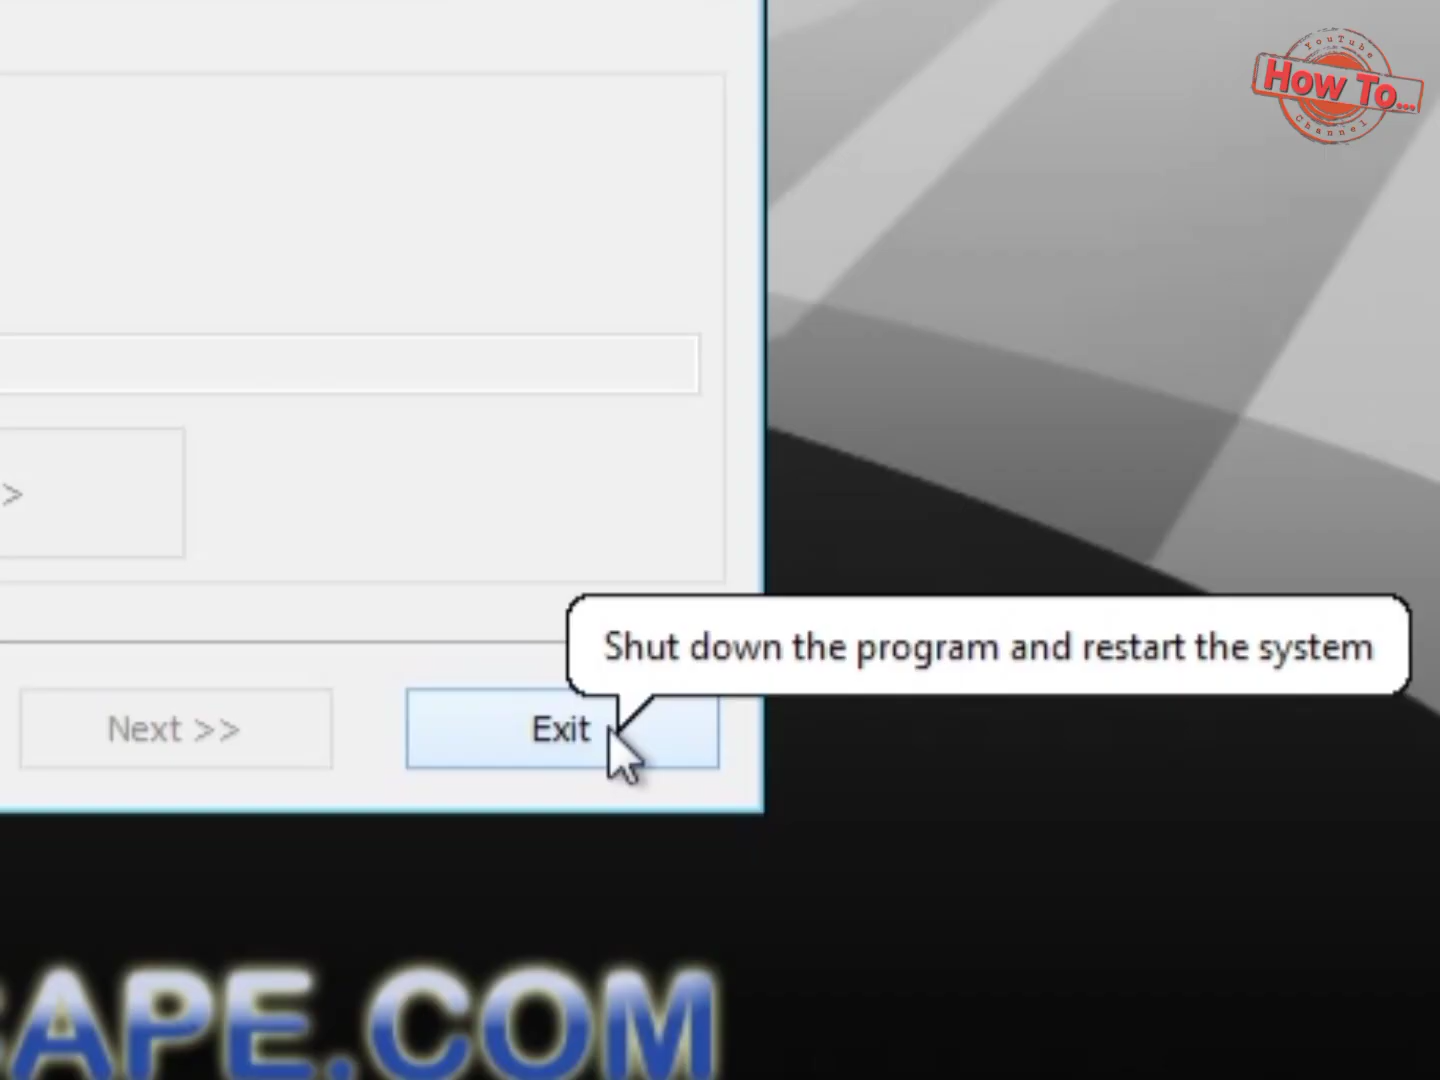 YouTube
How To...
Channel
>
Shut down the program and restart the system
Next >>
Exit
APE.COM